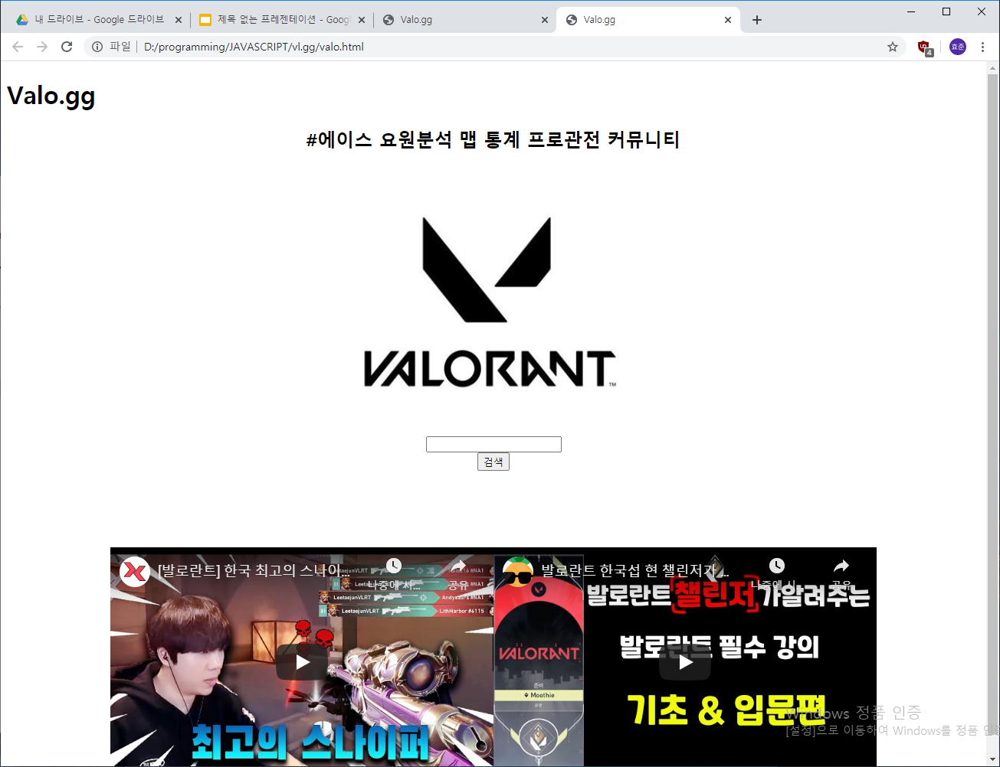 내 드라이브 - Google 드라이브
제목 없는 프레젠테이션 - Goog
Valo.gg
Valo.gg
파일
D:/programming/JAVASCRIPT/vl.gg/valo.html
4
효준
Valo.gg
#에이스 요원분석 맵 통계 프로관전 커뮤니티
VALORANT
TM
검색
[발로란트] 한국 최고의 스나이...
나중에 시...
공유
LeetaejunVLRT
LeetaejunVLRT LithHarbor #6115
최고의 스나이퍼
발로란트 한국섭 현 챌린저가 ...
나중에 시...
공유
발로란트 챌린저가알려주는
발로란트 필수 강의
기초 & 입문편
VALORANT
준비
Moothie
Windows 정품 인증
[설정]으로 이동하여 Windows를 정품 인증